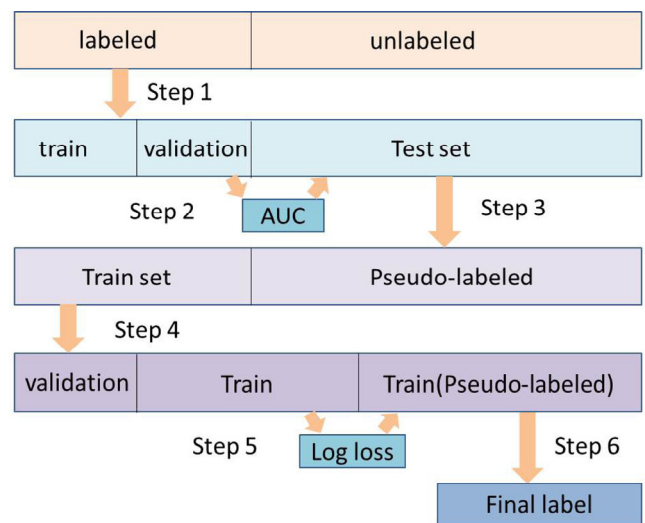 labeled
unlabeled
Step 1
train
validation
Test set
Step 2
AUC
Step 3
Train set
Pseudo-labeled
Step 4
validation
Train
Train(Pseudo-labeled)
Step 5
Log loss
Step 6
Final label